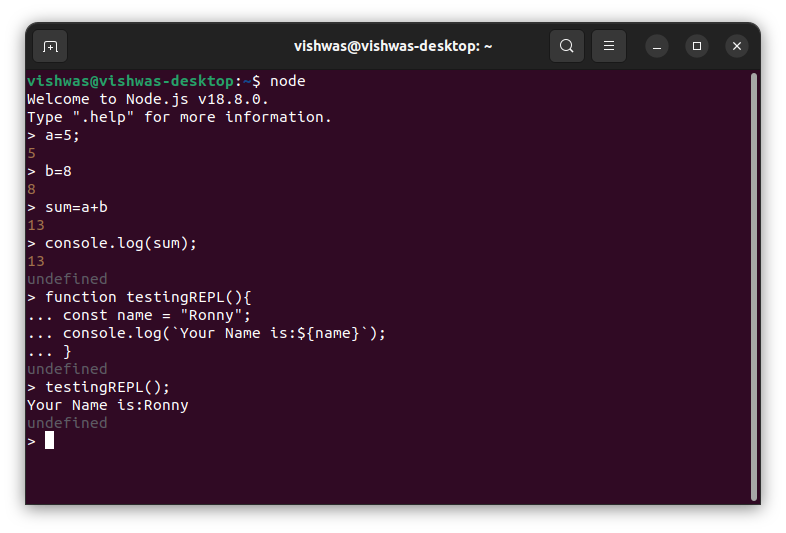 vishwas@vishwas-desktop: ~
vishwas@vishwas-desktop:~$ node
Welcome to Node.js v18.8.0.
Type ".help" for more information.
> a=5;
5
> b=8
8
> sum=a+b
13
> console.log(sum);
13
undefined
> function testingREPL(){
... const name = "Ronny";
... console.log(`Your Name is:${name}`);
... }
undefined
> testingREPL();
Your Name is:Ronny
undefined
>